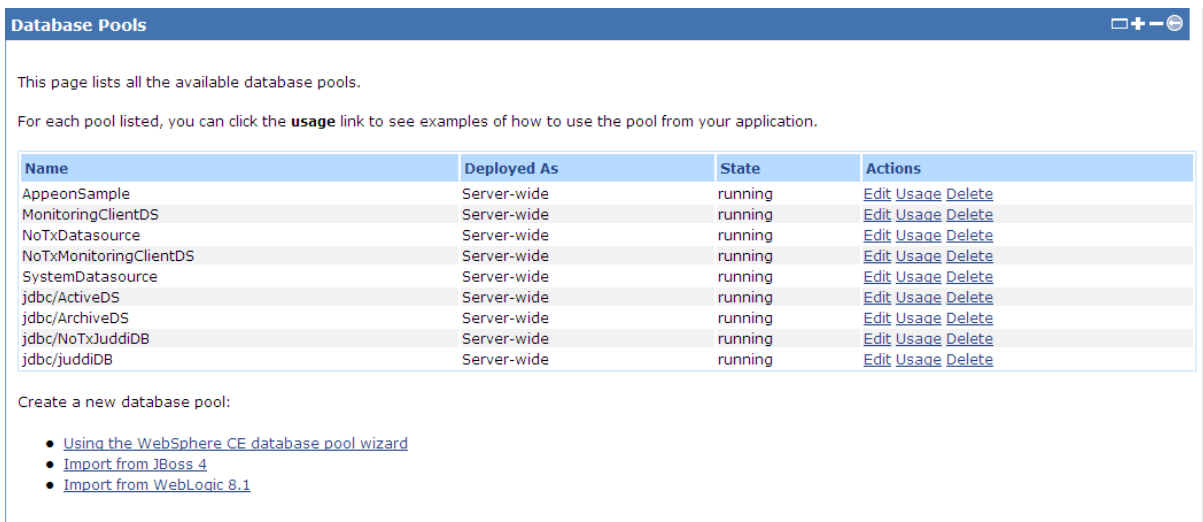 Database Pools
This page lists all the available database pools.
For each pool listed, you can click the usage link to see examples of how to use the pool from your application.
Name Deployed As State Actions
AppeonSample Server-wide running Edit Usage Delete
MonitoringClientDS Server-wide running Edit Usage Delete
NoTxDatasource Server-wide running Edit Usage Delete
NoTxMonitoringClientDS Server-wide running Edit Usage Delete
SystemDatasource Server-wide running Edit Usage Delete
jdbc/ActiveDS Server-wide running Edit Usage Delete
jdbc/ArchiveDS Server-wide running Edit Usage Delete
jdbc/NoTxJuddiDB Server-wide running Edit Usage Delete
jdbc/juddiDB Server-wide running Edit Usage Delete
Create a new database pool:
• Using the WebSphere CE database pool wizard
• Import from JBoss 4
• Import from WebLogic 8.1